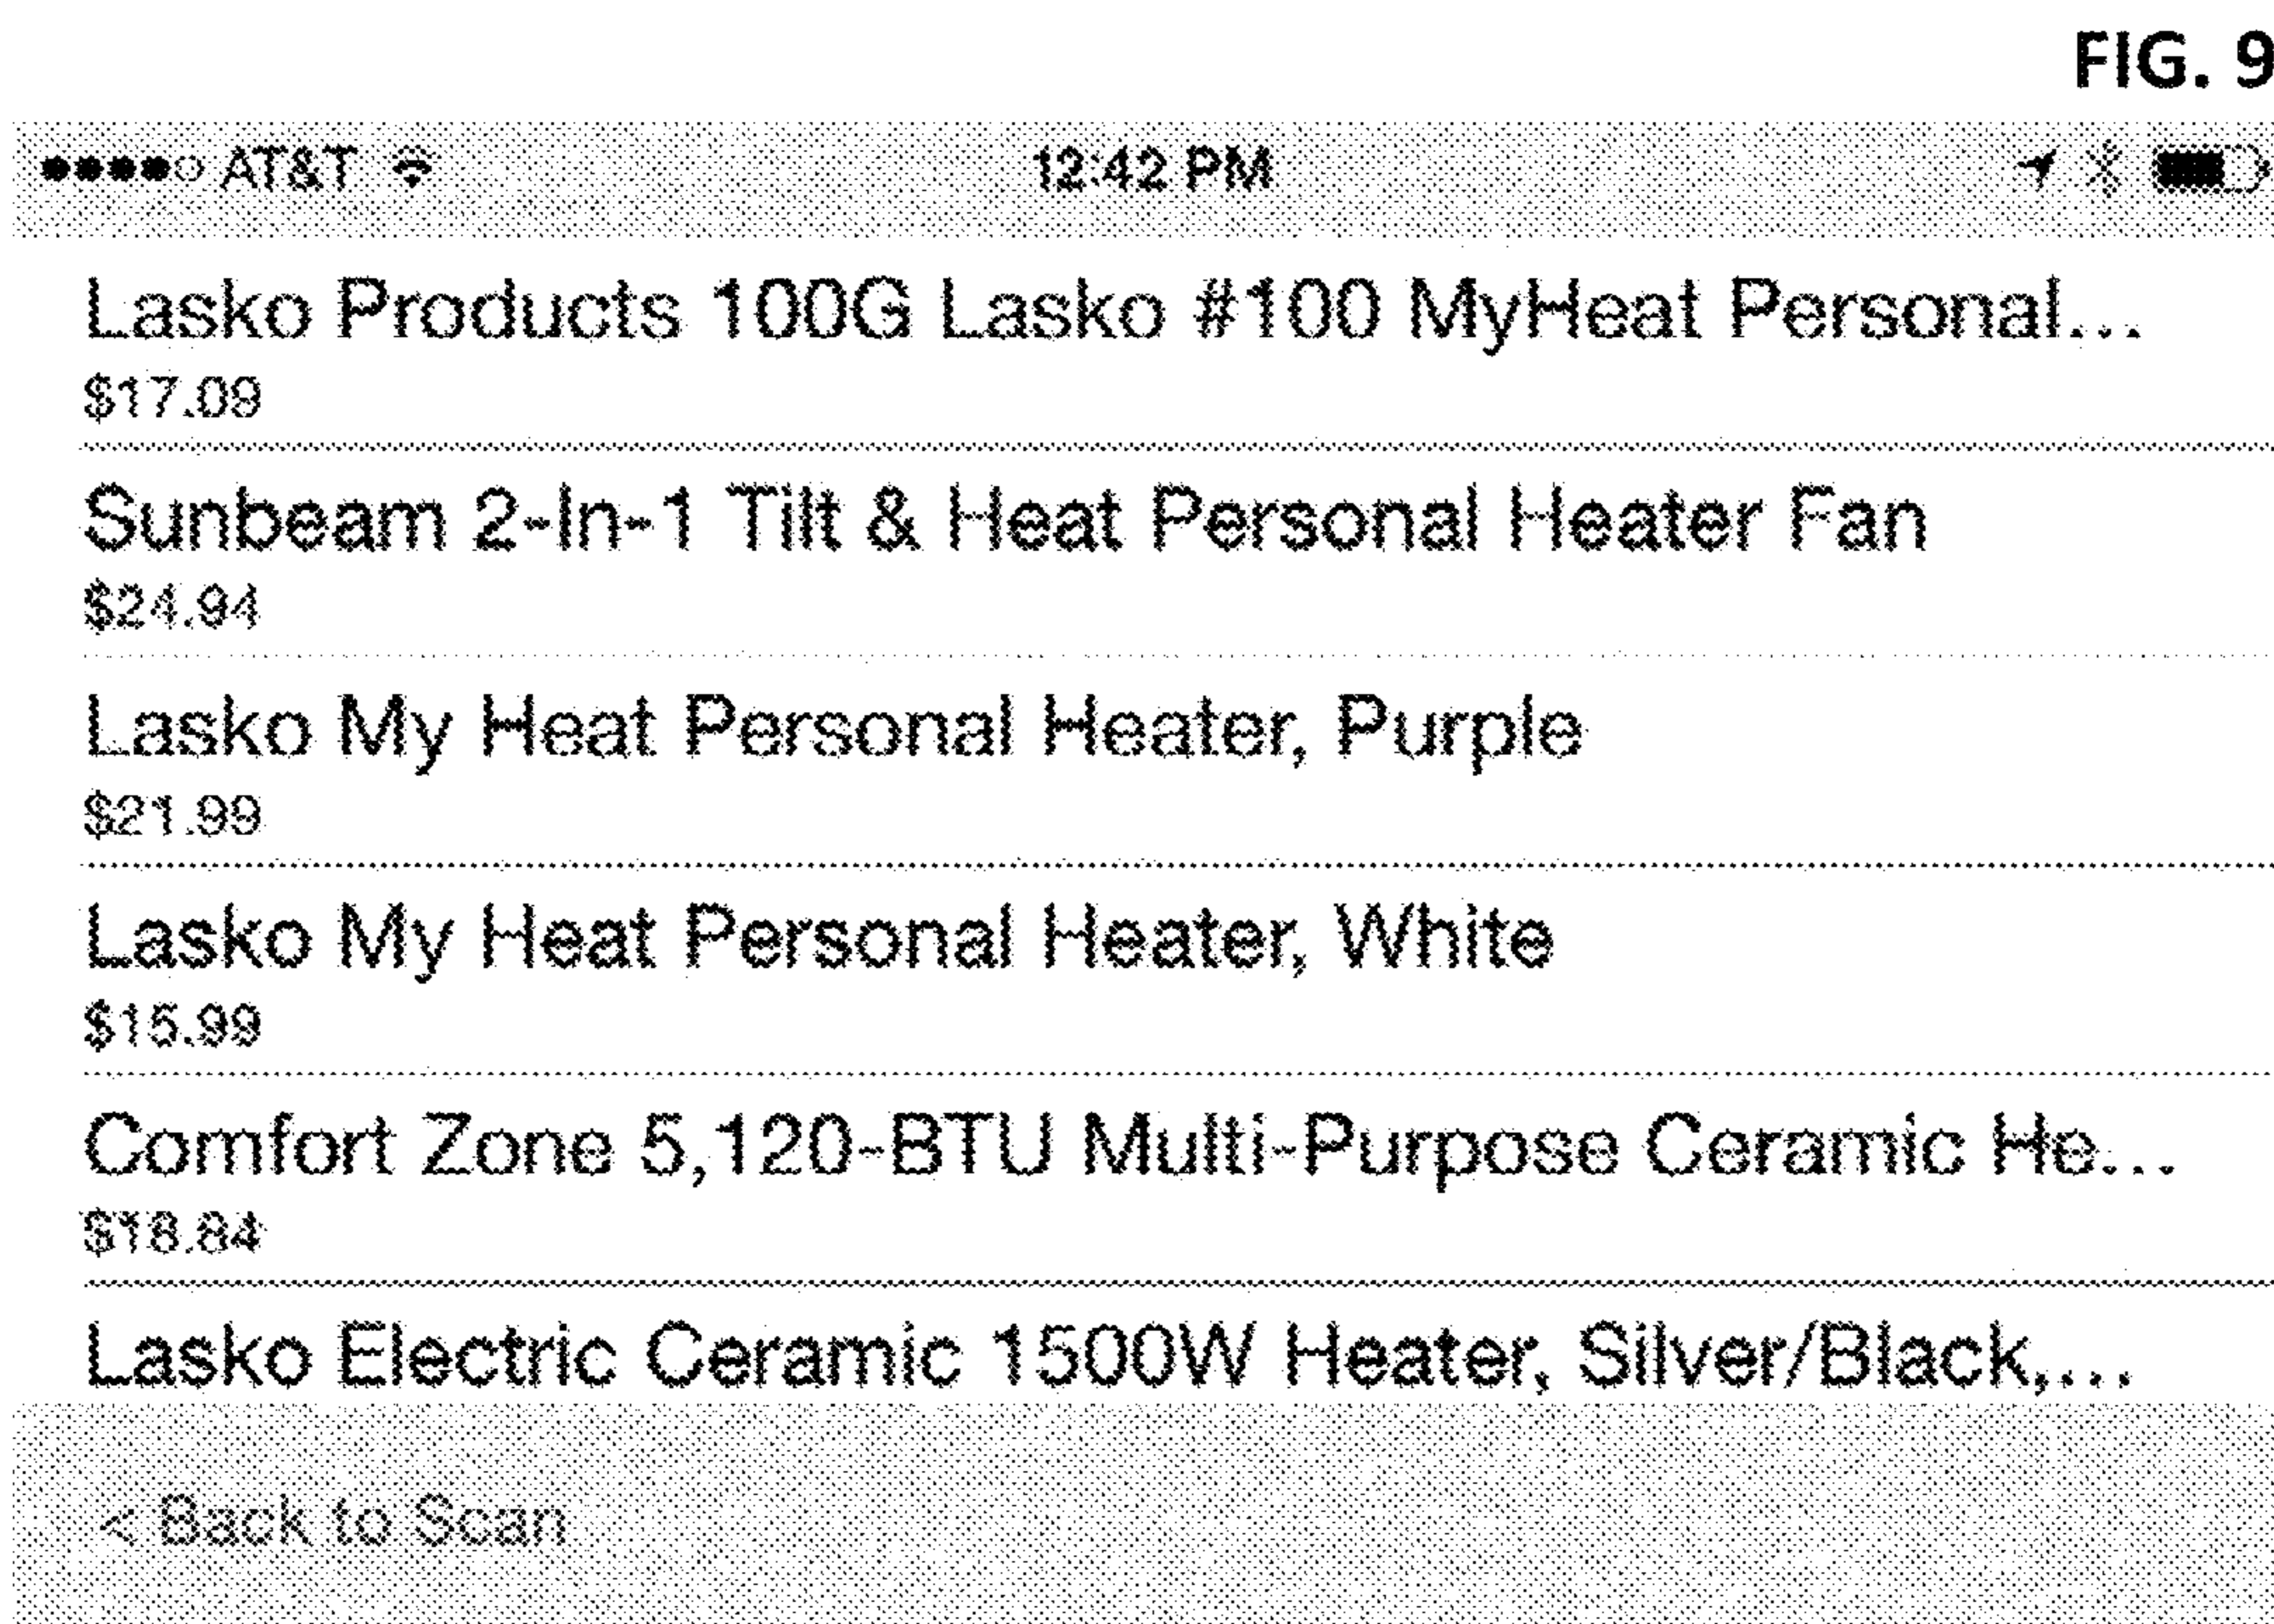 FIG. 9
AT&T 12:42 PM
Lasko Products 100G Lasko #100 MyHeat Personal...
$17.09
Sunbeam 2-In-1 Tilt & Heat Personal Heater Fan
$24.94
Lasko My Heat Personal Heater, Purple
$21.99
Lasko My Heat Personal Heater, White
$15.99
Comfort Zone 5,120-BTU Multi-Purpose Ceramic He...
$18.84
Lasko Electric Ceramic 1500W Heater, Silver/Black,...
< Back to Scan